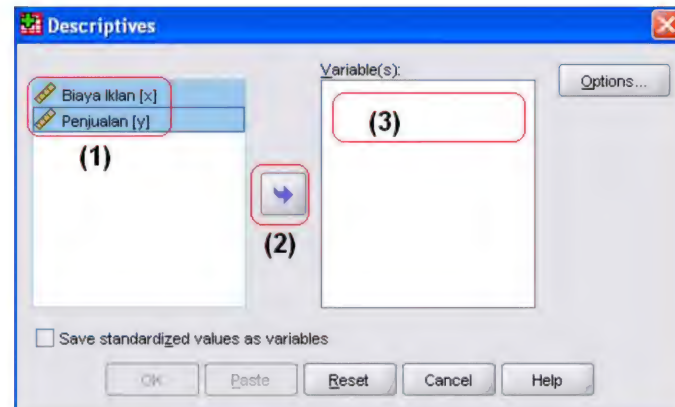 Descriptives
Variable(s):
Options...
Biaya Iklan [x]
Penjualan [y]
(1)
(2)
(3)
Save standardized values as variables
OK
Paste
Reset
Cancel
Help